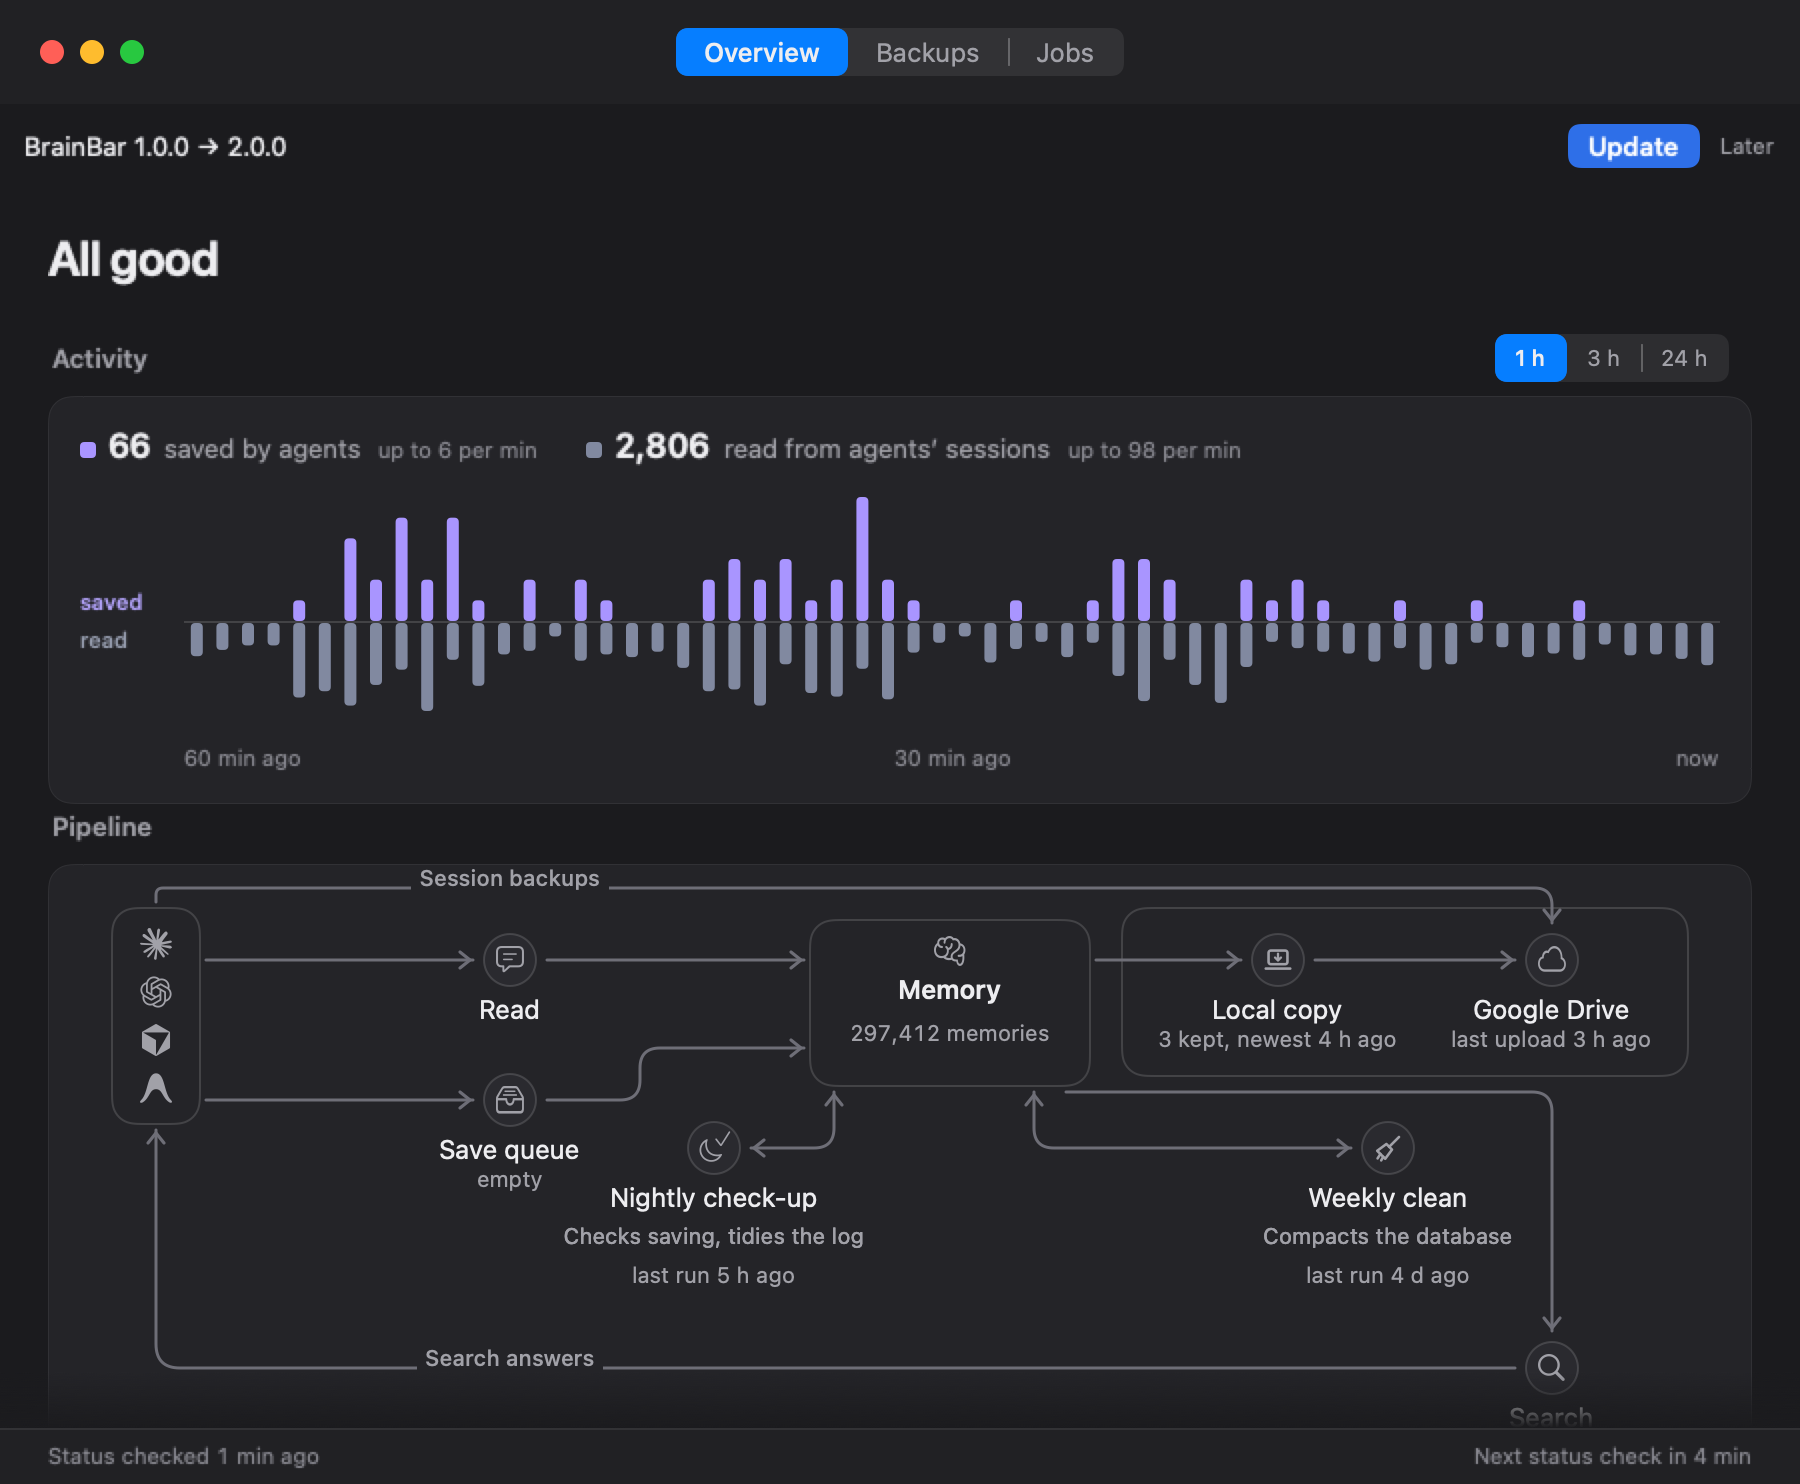 Overview Backups Jobs
BrainBar 1.0.0 → 2.0.0 Update Later
All good
Activity 1 h 3 h 24 h
66 saved by agents up to 6 per min 2,806 read from agents’ sessions up to 98 per min
saved
read
60 min ago 30 min ago now
Pipeline
Session backups
Read
Memory
297,412 memories
Local copy
3 kept, newest 4 h ago
Google Drive
last upload 3 h ago
Save queue
empty
Nightly check-up
Checks saving, tidies the log
last run 5 h ago
Weekly clean
Compacts the database
last run 4 d ago
Search answers
Search
Status checked 1 min ago Next status check in 4 min